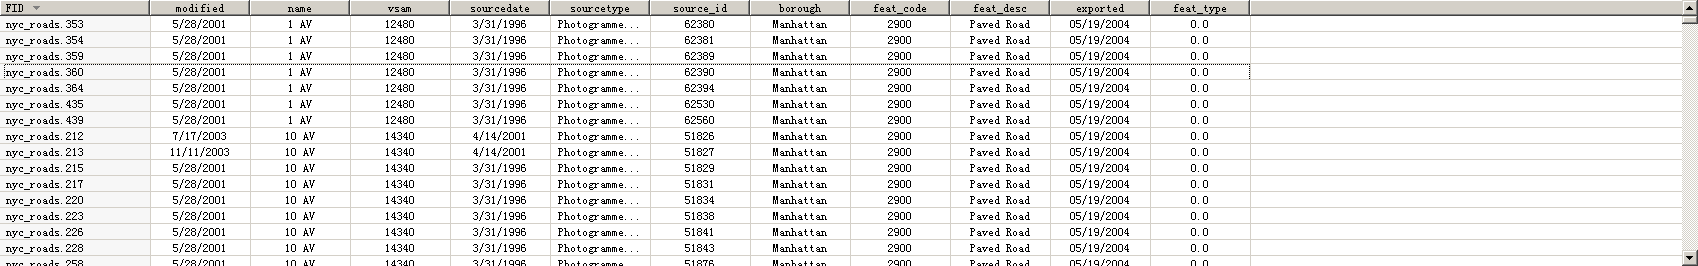 FID modified name vsam sourcedate sourcetype source_id borough feat_code feat_desc exported feat_type
nyc_roads.353 5/28/2001 1 AV 12480 3/31/1996 Photogramme... 62380 Manhattan 2900 Paved Road 05/19/2004 0.0
nyc_roads.354 5/28/2001 1 AV 12480 3/31/1996 Photogramme... 62381 Manhattan 2900 Paved Road 05/19/2004 0.0
nyc_roads.359 5/28/2001 1 AV 12480 3/31/1996 Photogramme... 62389 Manhattan 2900 Paved Road 05/19/2004 0.0
nyc_roads.360 5/28/2001 1 AV 12480 3/31/1996 Photogramme... 62390 Manhattan 2900 Paved Road 05/19/2004 0.0
nyc_roads.364 5/28/2001 1 AV 12480 3/31/1996 Photogramme... 62394 Manhattan 2900 Paved Road 05/19/2004 0.0
nyc_roads.435 5/28/2001 1 AV 12480 3/31/1996 Photogramme... 62530 Manhattan 2900 Paved Road 05/19/2004 0.0
nyc_roads.439 5/28/2001 1 AV 12480 3/31/1996 Photogramme... 62560 Manhattan 2900 Paved Road 05/19/2004 0.0
nyc_roads.212 7/17/2003 10 AV 14340 4/14/2001 Photogramme... 51826 Manhattan 2900 Paved Road 05/19/2004 0.0
nyc_roads.213 11/11/2003 10 AV 14340 4/14/2001 Photogramme... 51827 Manhattan 2900 Paved Road 05/19/2004 0.0
nyc_roads.215 5/28/2001 10 AV 14340 3/31/1996 Photogramme... 51829 Manhattan 2900 Paved Road 05/19/2004 0.0
nyc_roads.217 5/28/2001 10 AV 14340 3/31/1996 Photogramme... 51831 Manhattan 2900 Paved Road 05/19/2004 0.0
nyc_roads.220 5/28/2001 10 AV 14340 3/31/1996 Photogramme... 51834 Manhattan 2900 Paved Road 05/19/2004 0.0
nyc_roads.223 5/28/2001 10 AV 14340 3/31/1996 Photogramme... 51838 Manhattan 2900 Paved Road 05/19/2004 0.0
nyc_roads.226 5/28/2001 10 AV 14340 3/31/1996 Photogramme... 51841 Manhattan 2900 Paved Road 05/19/2004 0.0
nyc_roads.228 5/28/2001 10 AV 14340 3/31/1996 Photogramme... 51843 Manhattan 2900 Paved Road 05/19/2004 0.0
nyc_roads.258 5/28/2001 10 AV 14340 3/31/1996 Photogramme... 51876 Manhattan 2900 Paved Road 05/19/2004 0.0